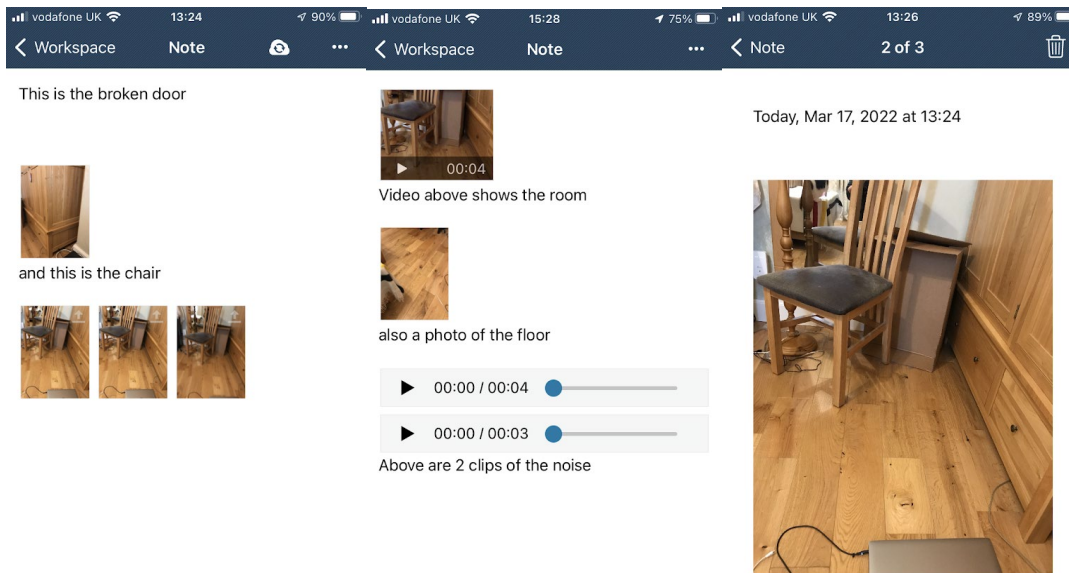 vodafone UK 13:24 90%
Workspace Note
This is the broken door
and this is the chair
vodafone UK 15:28 75%
Workspace Note
00:04
Video above shows the room
also a photo of the floor
00:00 / 00:04
00:00 / 00:03
Above are 2 clips of the noise
vodafone UK 13:26 89%
Note 2 of 3
Today, Mar 17, 2022 at 13:24